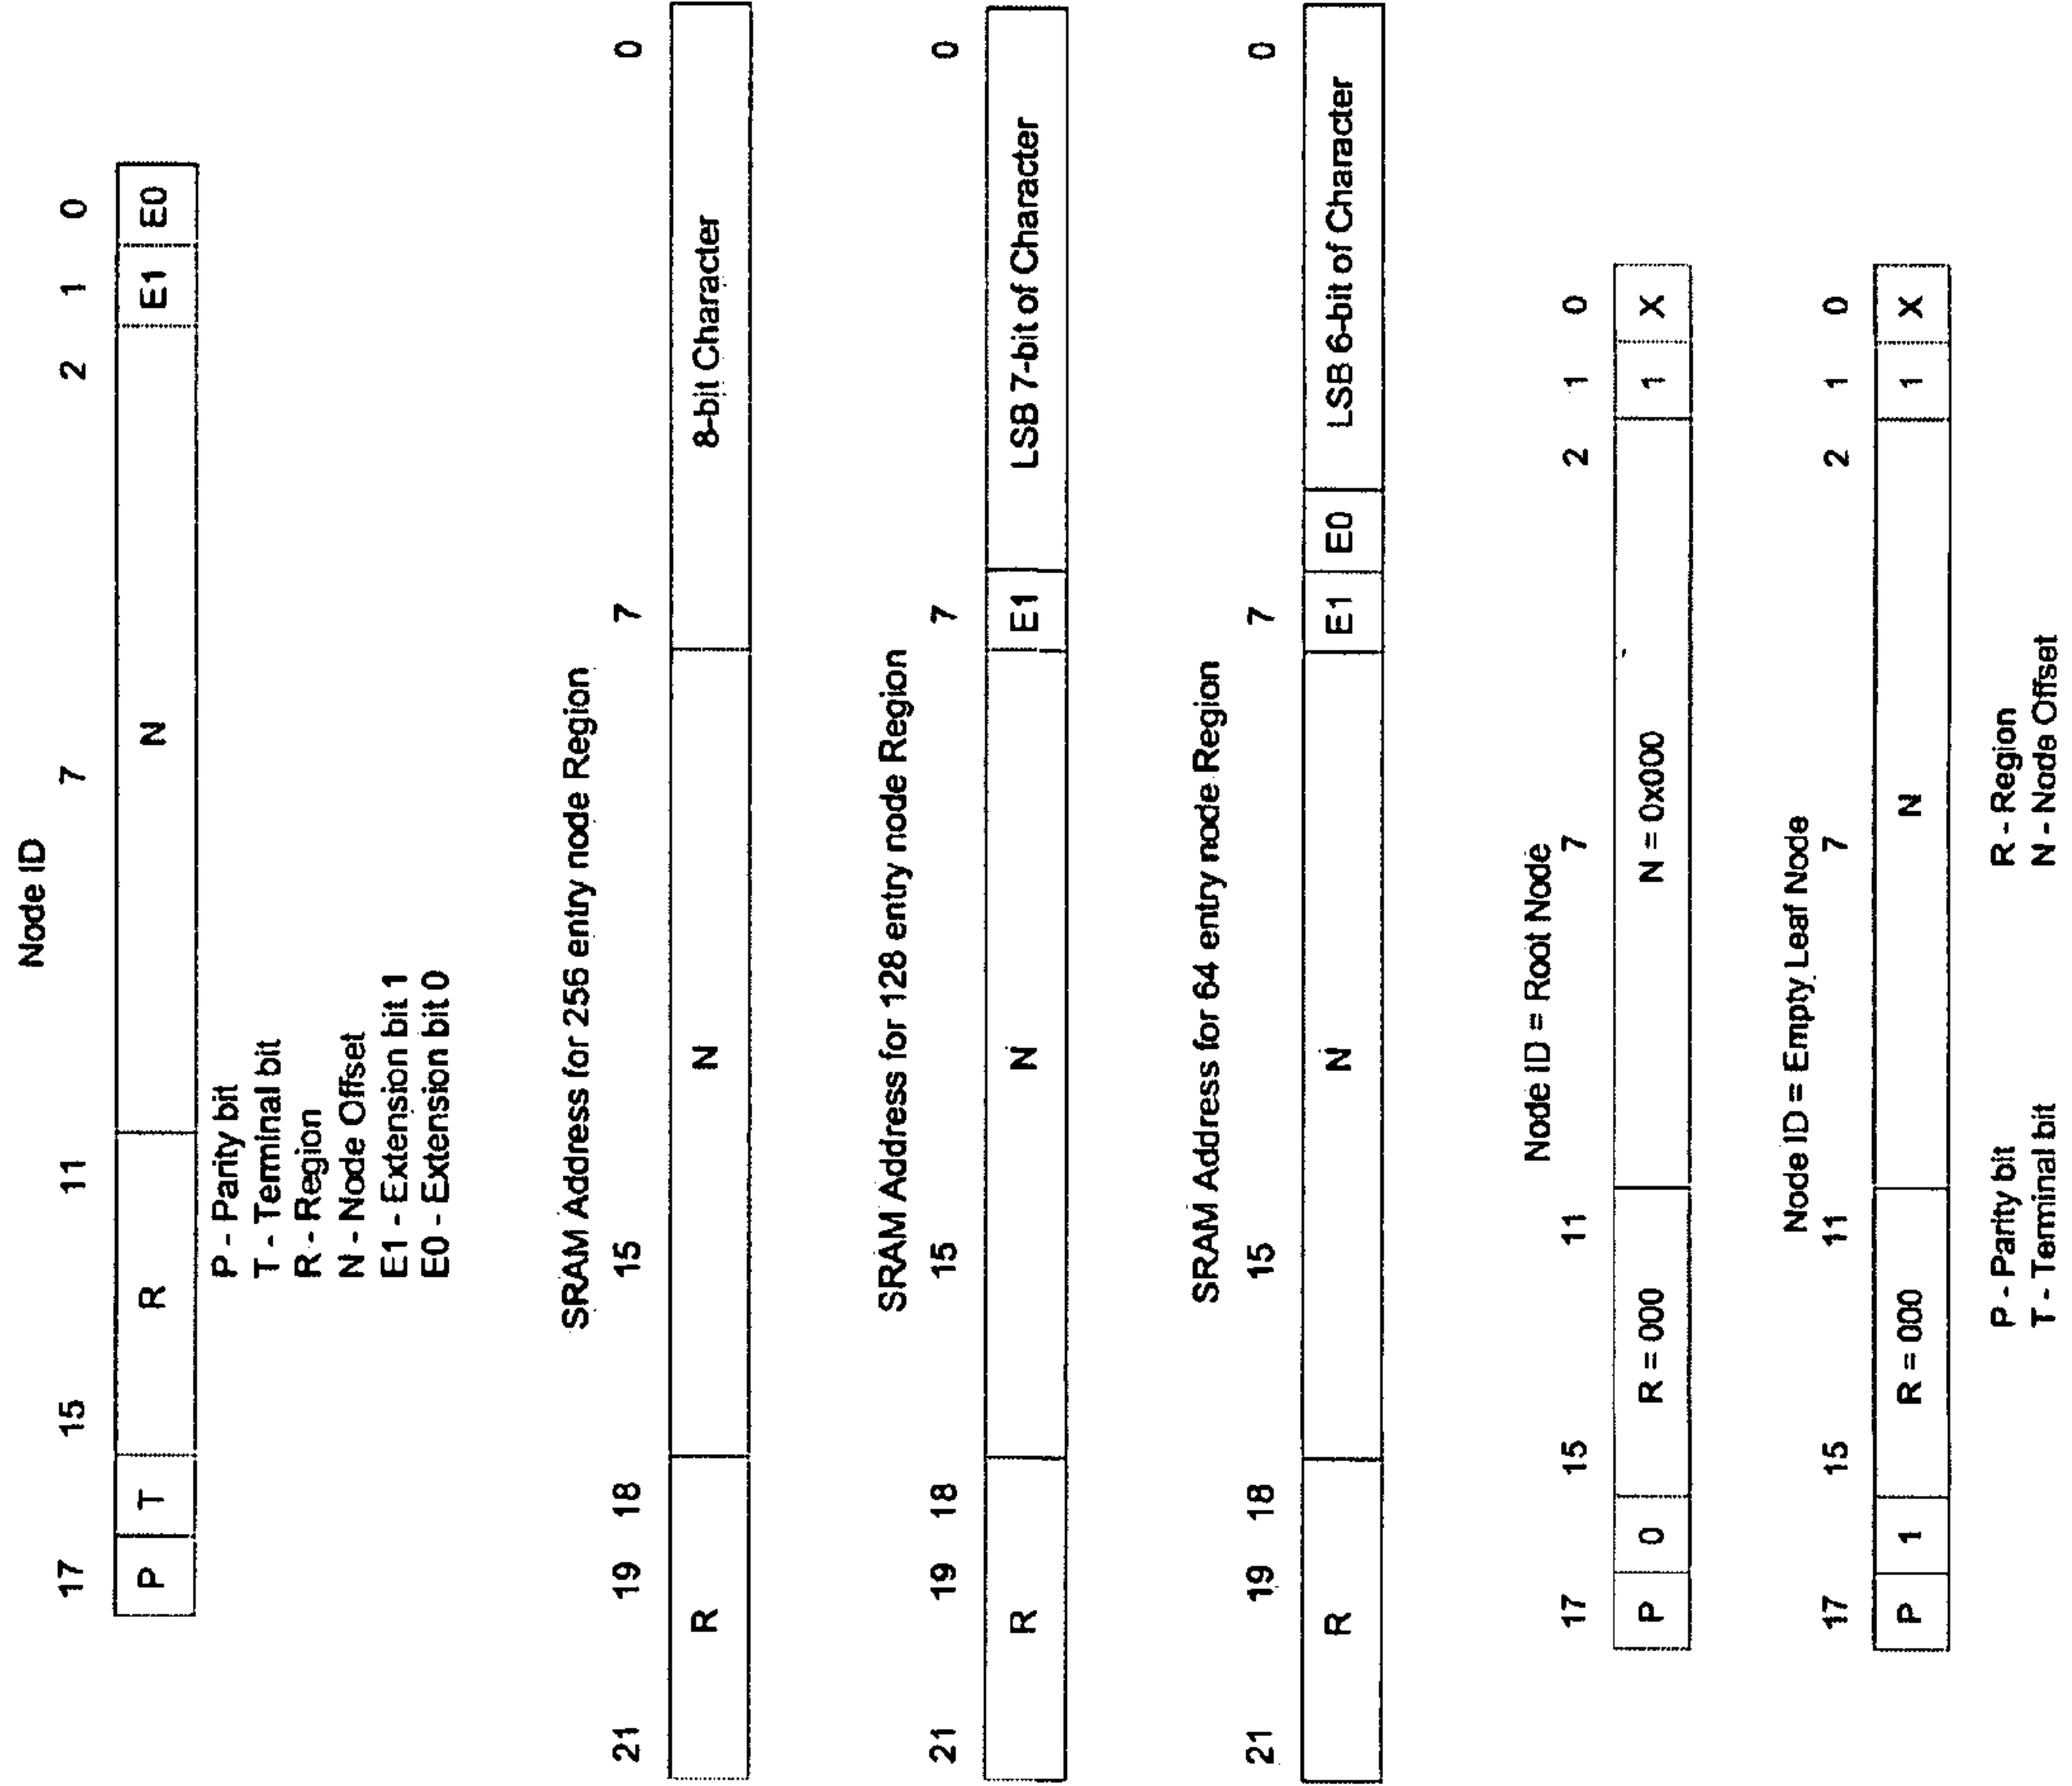 Node ID
17 15 11 7 2 1 0
P T R N E1 E0
P - Parity bit
T - Terminal bit
R - Region
N - Node Offset
E1 - Extension bit 1
E0 - Extension bit 0
SRAM Address for 256 entry node Region
21 19 18 15 7 0
R N 8-bit Character
SRAM Address for 128 entry node Region
21 19 18 15 7 0
R N E1 LSB 7-bit of Character
SRAM Address for 64 entry node Region
21 19 18 15 7 0
R N E1 E0 LSB 6-bit of Character
Node ID = Root Node
17 15 11 7 2 1 0
P 0 R = 000 N = 0x000 1 X
Node ID = Empty Leaf Node
17 15 11 7 2 1 0
P 1 R = 000 N 1 X
P - Parity bit R - Region
T - Terminal bit N - Node Offset